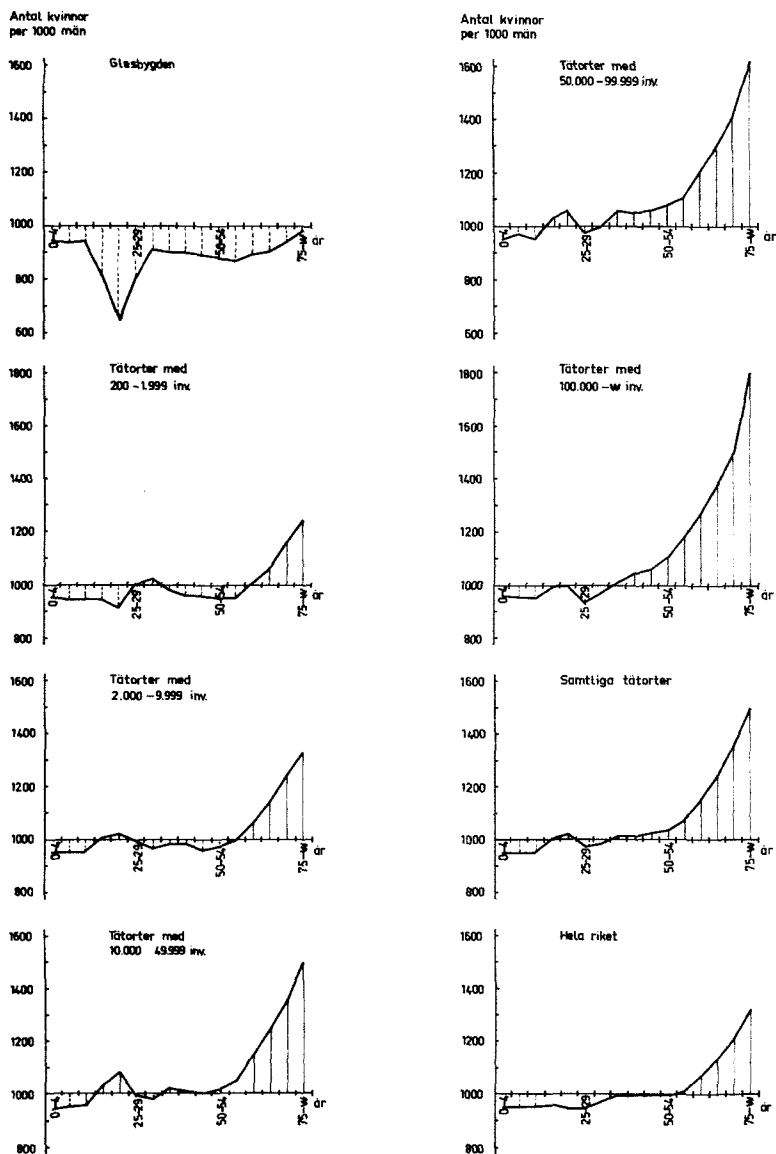 Antal kvinnor
per 1000 män
Glesbygden
1600
1400
1200
1000
800
600
0-4
25-29
50-54
75-w
år
Tätorter med
200-1.999 inv.
1800
1600
1400
1200
1000
800
0-4
25-29
50-54
75-w
år
Tätorter med
2.000-9.999 inv.
1600
1400
1200
1000
800
0-4
25-29
50-54
75-w
år
Tätorter med
10.000 49.999 inv.
1600
1400
1200
1000
800
0-4
25-29
50-54
75-w
år
Antal kvinnor
per 1000 män
Tätorter med
50.000-99.999 inv.
1600
1400
1200
1000
800
600
0-4
25-29
50-54
75-w
år
Tätorter med
100.000-w inv.
1800
1600
1400
1200
1000
800
0-4
25-29
50-54
75-w
år
Samtliga tätorter
1600
1400
1200
1000
800
0-4
25-29
50-54
75-w
år
Hela riket
1600
1400
1200
1000
800
0-4
25-29
50-54
75-w
år